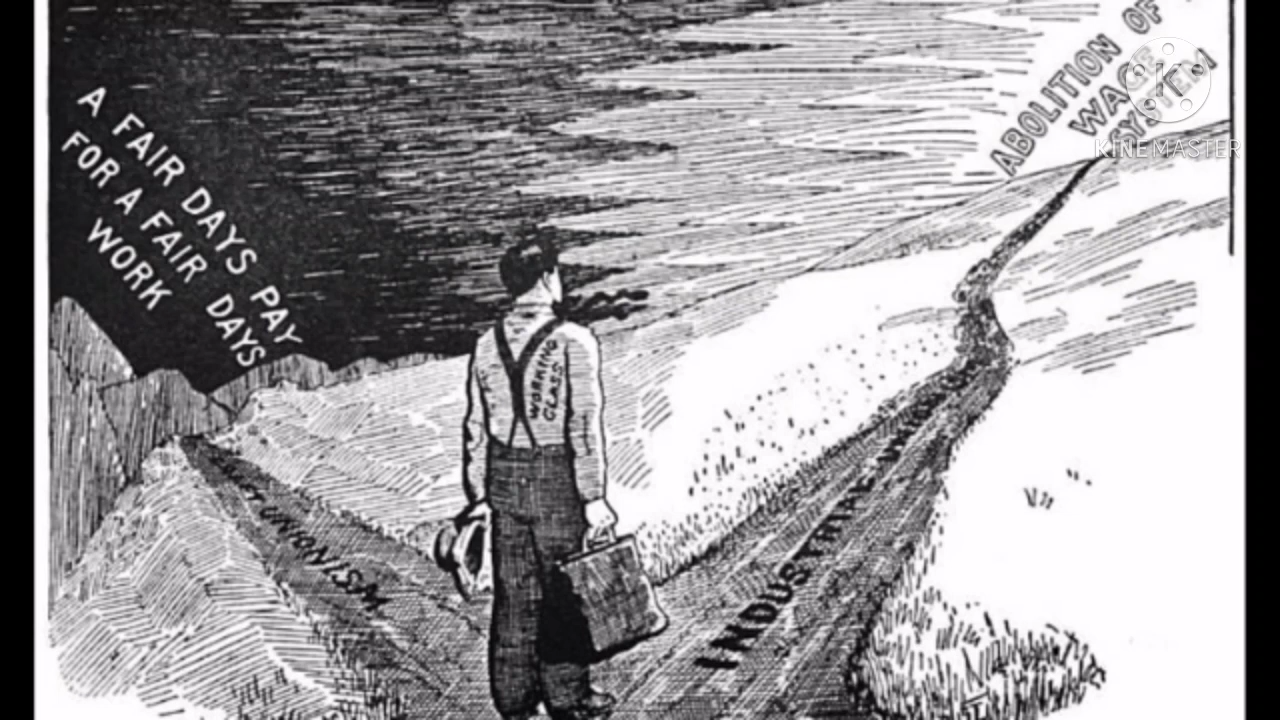 A FAIR DAYS PAY
FOR A FAIR DAYS
WORK
ABOLITION OF
WAGE
SYSTEM
K
KINEMASTER
WORKING
CLASS
UNIONISM
INDUSTRIAL